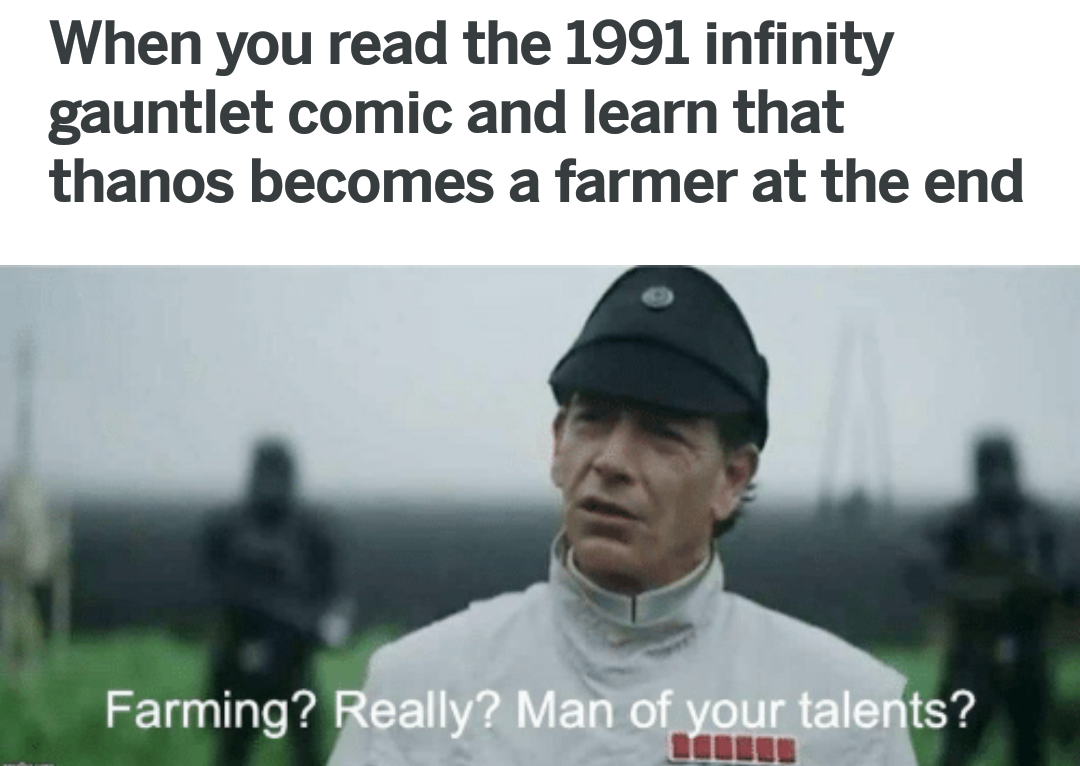 When you read the 1991 infinity
gauntlet comic and learn that
thanos becomes a farmer at the end
Farming? Really? Man of your talents?